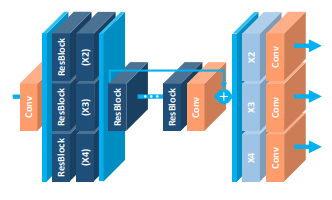 Conv
ResBlock (X2)
ResBlock (X3)
ResBlock (X4)
ResBlock
ResBlock
Conv
X2 Conv
X3 Conv
X4 Conv